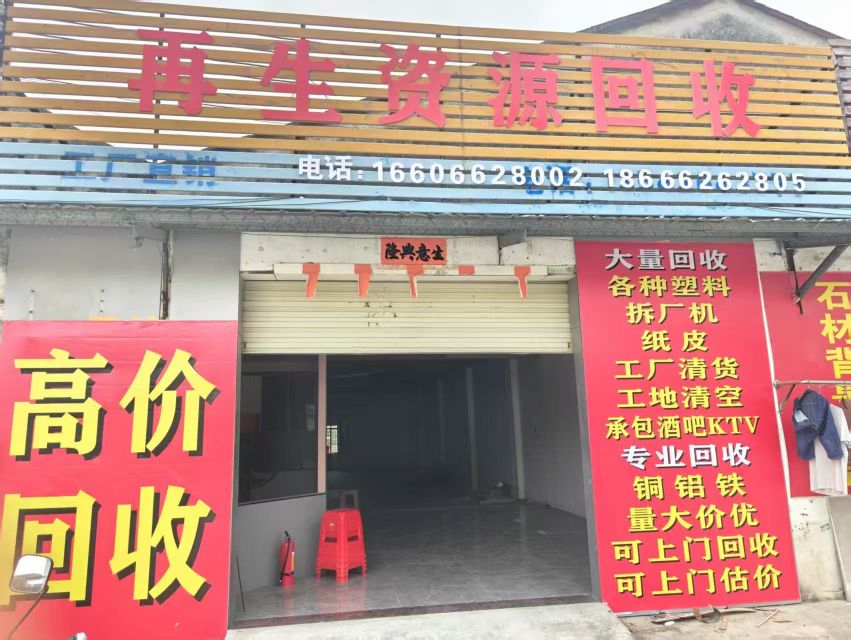 再生资源回收
工厂直销
电话：16606628002 18666262805
隆興意生
高价
回收
大量回收
各种塑料
拆厂机
纸皮
工厂清货
工地清空
承包酒吧KTV
专业回收
铜铝铁
量大价优
可上门回收
可上门估价
石材背